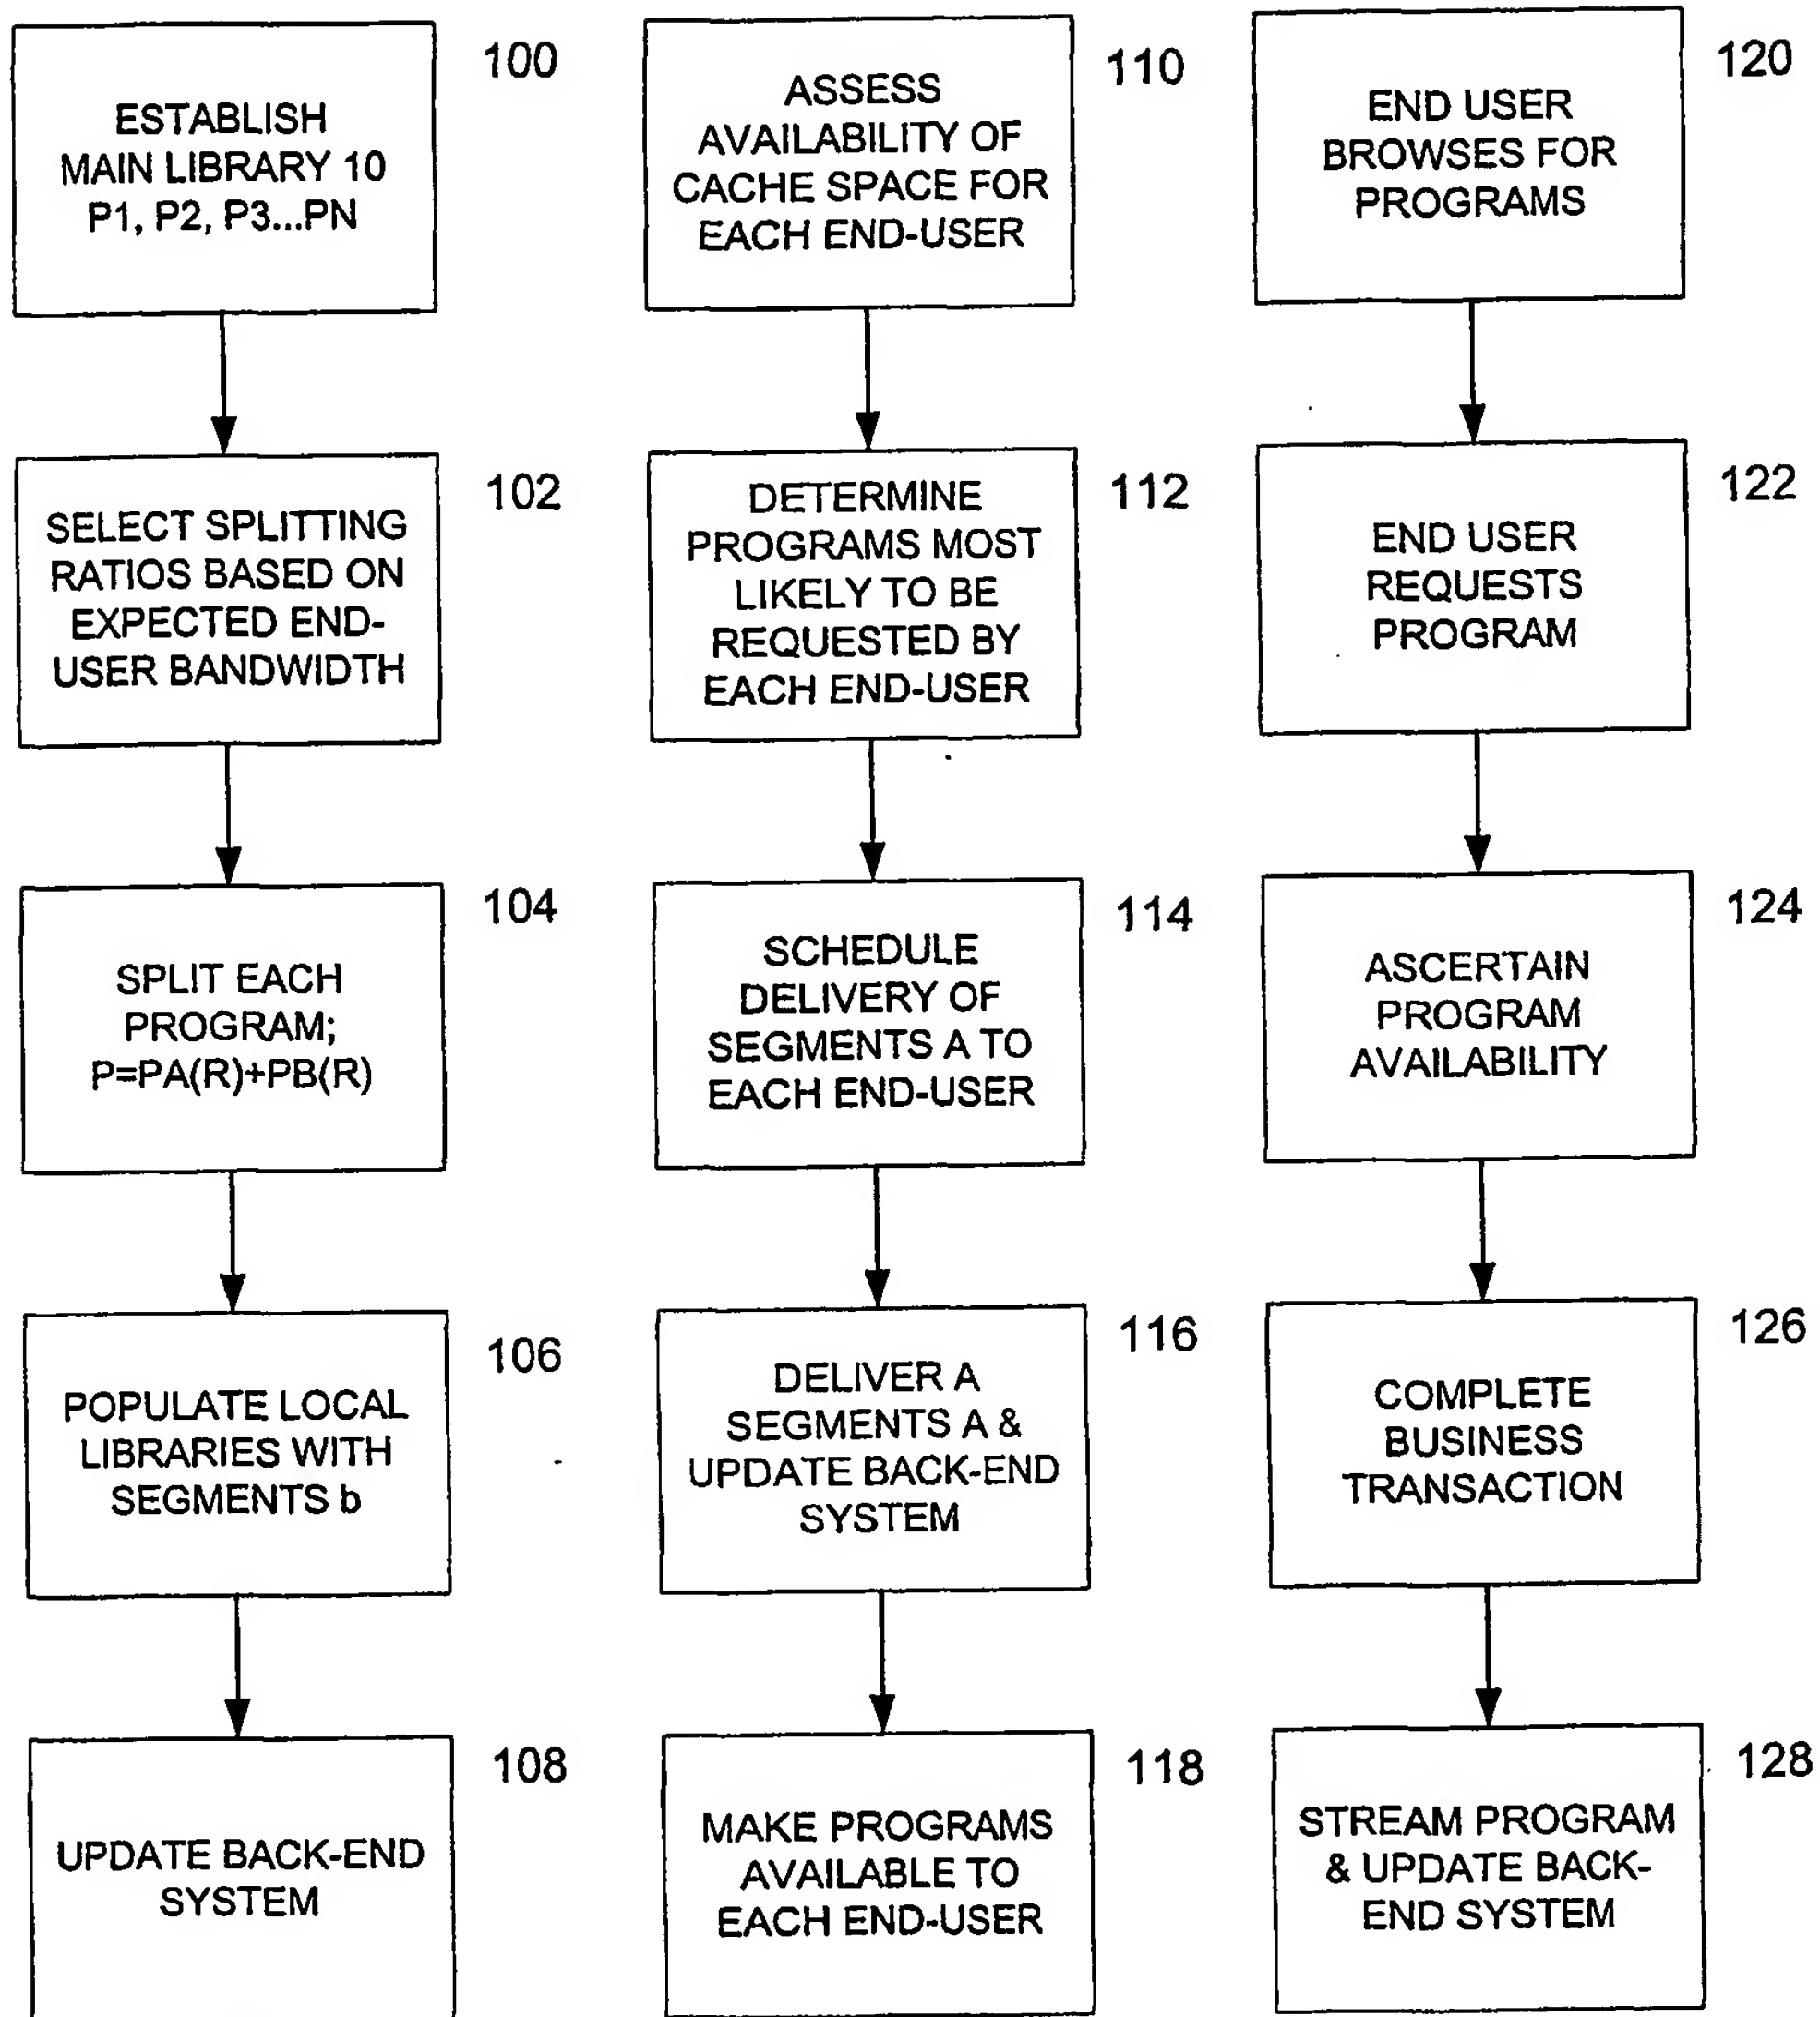 100
ESTABLISH
MAIN LIBRARY 10
P1, P2, P3...PN
102
SELECT SPLITTING
RATIOS BASED ON
EXPECTED END-
USER BANDWIDTH
104
SPLIT EACH
PROGRAM;
P=PA(R)+PB(R)
106
POPULATE LOCAL
LIBRARIES WITH
SEGMENTS b
108
UPDATE BACK-END
SYSTEM
110
ASSESS
AVAILABILITY OF
CACHE SPACE FOR
EACH END-USER
112
DETERMINE
PROGRAMS MOST
LIKELY TO BE
REQUESTED BY
EACH END-USER
114
SCHEDULE
DELIVERY OF
SEGMENTS A TO
EACH END-USER
116
DELIVER A
SEGMENTS A &
UPDATE BACK-END
SYSTEM
118
MAKE PROGRAMS
AVAILABLE TO
EACH END-USER
120
END USER
BROWSES FOR
PROGRAMS
122
END USER
REQUESTS
PROGRAM
124
ASCERTAIN
PROGRAM
AVAILABILITY
126
COMPLETE
BUSINESS
TRANSACTION
128
STREAM PROGRAM
& UPDATE BACK-
END SYSTEM